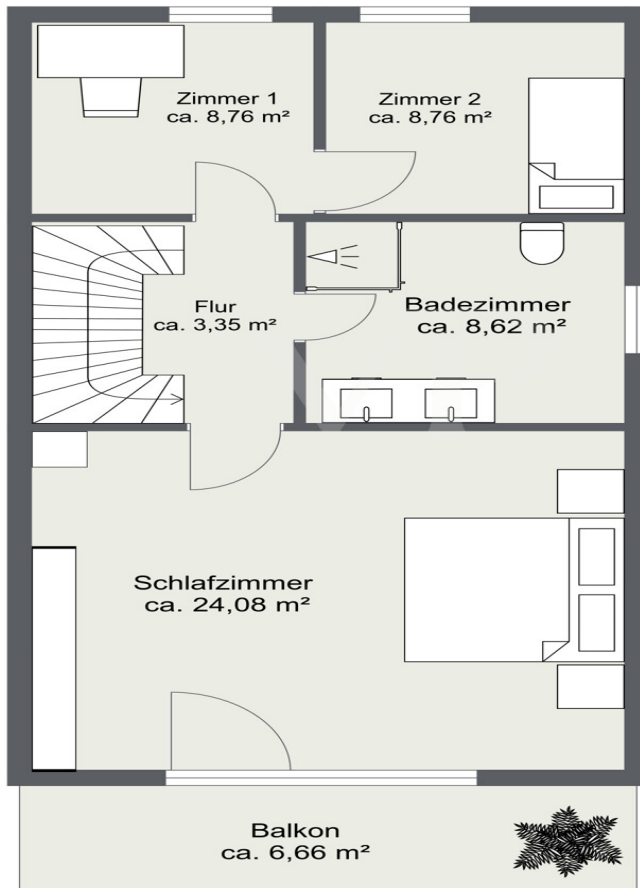 Zimmer 1
ca. 8,76 m²
Zimmer 2
ca. 8,76 m²
Flur
ca. 3,35 m²
Badezimmer
ca. 8,62 m²
Schlafzimmer
ca. 24,08 m²
Balkon
ca. 6,66 m²